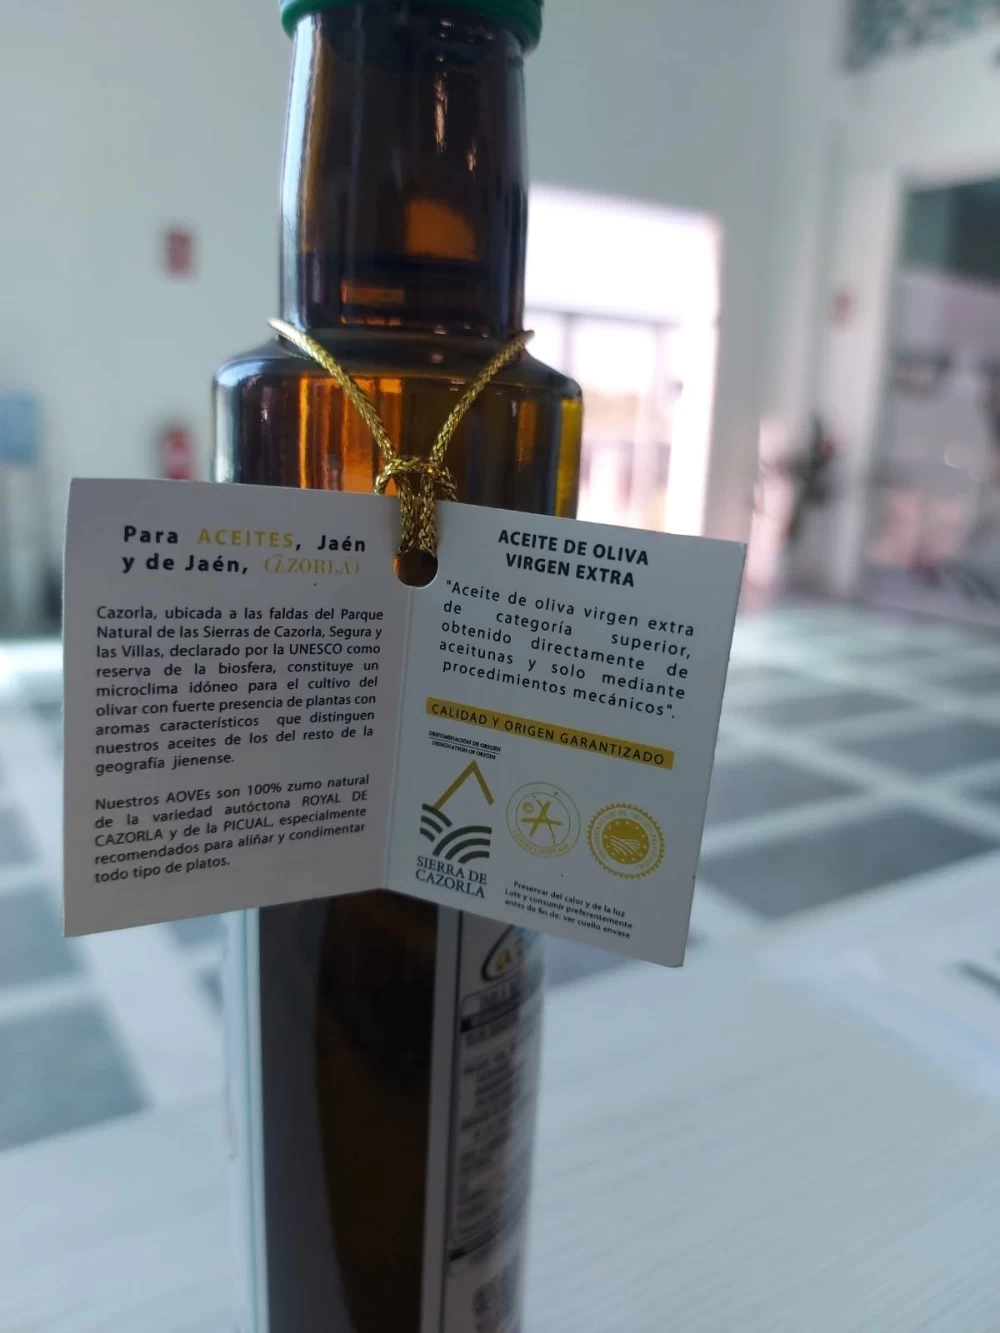 Para ACEITES, Jaén
y de Jaén, CAZORLA
Cazorla, ubicada a las faldas del Parque
Natural de las Sierras de Cazorla, Segura y
las Villas, declarado por la UNESCO como
reserva de la biosfera, constituye un
microclima idóneo para el cultivo del
olivar con fuerte presencia de plantas con
aromas característicos que distinguen
nuestros aceites de los del resto de la
geografía jienense.
Nuestros AOVEs son 100% zumo natural
de la variedad autóctona ROYAL DE
CAZORLA y de la PICUAL, especialmente
recomendados para aliñar y condimentar
todo tipo de platos.
ACEITE DE OLIVA
VIRGEN EXTRA
"Aceite de oliva virgen extra
de categoría superior,
obtenido directamente de
aceitunas y solo mediante
procedimientos mecánicos".
CALIDAD Y ORIGEN GARANTIZADO
DENOMINACIÓN DE ORIGEN
DESIGNATION OF ORIGIN
SIERRA DE
CAZORLA
Preservar del calor y de la luz
Lote y consumir preferentemente
antes de fin de: ver cuello envase